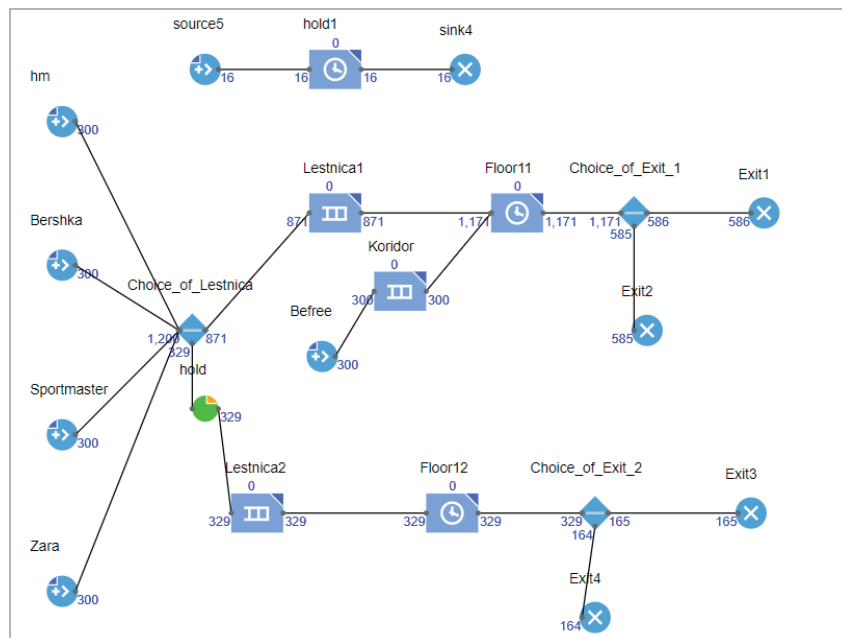 source5
hold1
sink4
0
16
16
16
16
hm
300
Lestnica1
Floor11
Choice_of_Exit_1
Exit1
0
0
871
871
1,171
1,171
1,171
586
586
585
Bershka
300
Koridor
0
300
300
Choice_of_Lestnica
Befree
Exit2
1,200
871
329
585
300
hold
329
Sportmaster
300
Lestnica2
Floor12
Choice_of_Exit_2
Exit3
0
0
329
329
329
329
329
165
165
164
Zara
300
Exit4
164